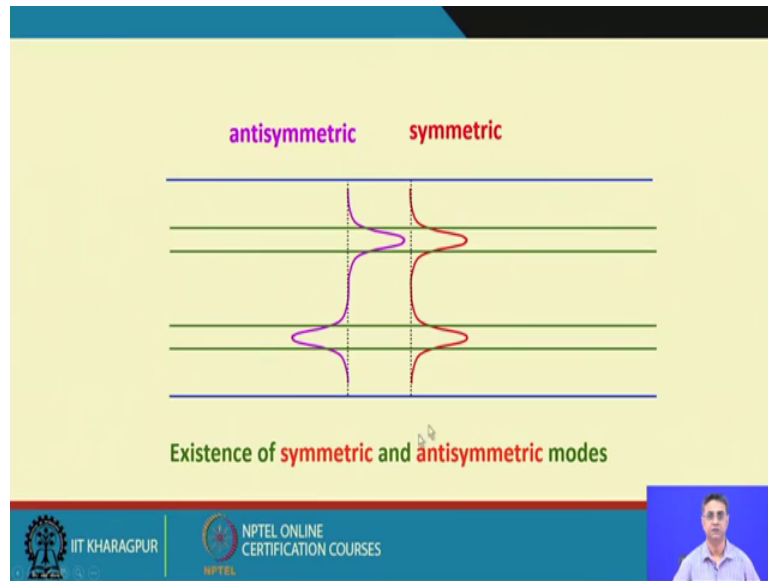 antisymmetric symmetric
Existence of symmetric and antisymmetric modes
IIT KHARAGPUR
NPTEL
NPTEL ONLINE
CERTIFICATION COURSES